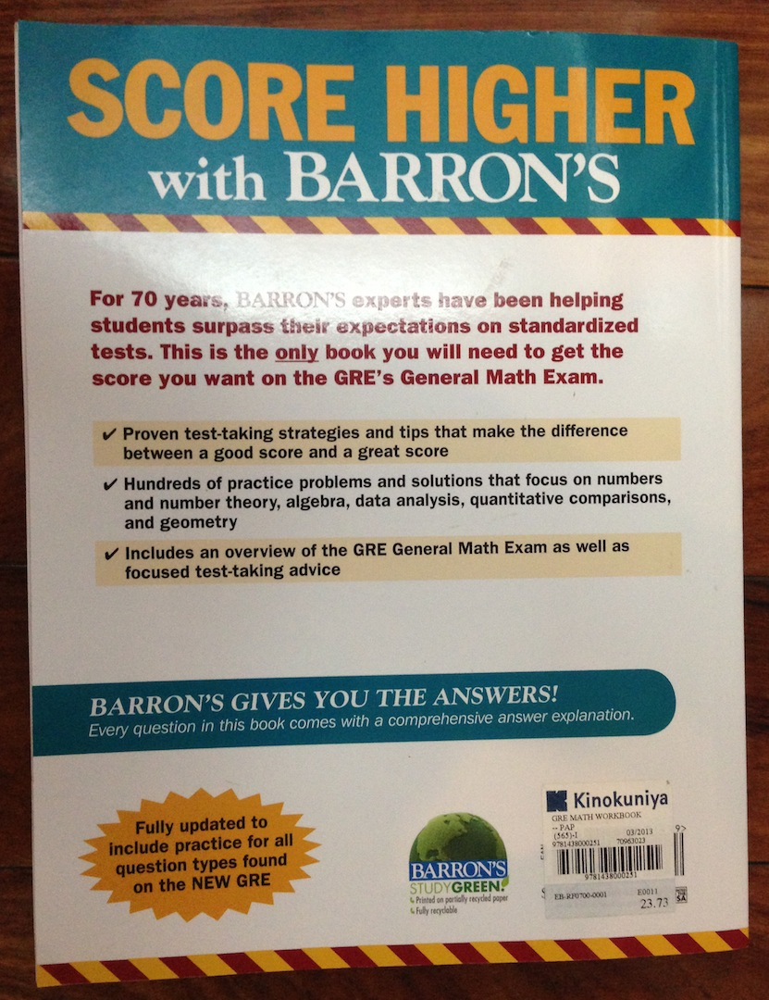 SCORE HIGHER
with BARRON'S
For 70 years, BARRON'S experts have been helping
students surpass their expectations on standardized
tests. This is the only book you will need to get the
score you want on the GRE's General Math Exam.
✔ Proven test-taking strategies and tips that make the difference
between a good score and a great score
✔ Hundreds of practice problems and solutions that focus on numbers
and number theory, algebra, data analysis, quantitative comparisons,
and geometry
✔ Includes an overview of the GRE General Math Exam as well as
focused test-taking advice
BARRON'S GIVES YOU THE ANSWERS!
Every question in this book comes with a comprehensive answer explanation.
Fully updated to
include practice for all
question types found
on the NEW GRE
BARRON'S
STUDYGREEN!
Printed on partially recycled paper
Fully recyclable
Kinokuniya
GRE MATH WORKBOOK
-- PAP
(565)-I 03/2013
9781438000251 70963023
9781438000251
EB-RF0700-0001 E0011
23.73
9>